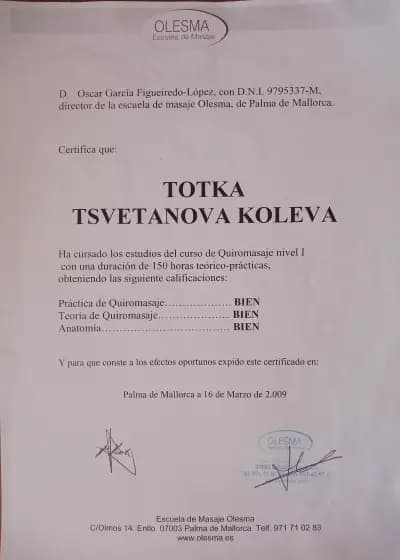 OLESMA
Escuela de Masaje
D. Oscar García Figueiredo-López, con D.N.I. 9795337-M,
director de la escuela de masaje Olesma, de Palma de Mallorca.
Certifica que:
TOTKA
TSVETANOVA KOLEVA
Ha cursado los estudios del curso de Quiromasaje nivel I
con una duración de 150 horas teórico-prácticas,
obteniendo las siguiente calificaciones:
Práctica de Quiromasaje……………… BIEN
Teoría de Quiromasaje……………….. BIEN
Anatomía……………………………… BIEN
Y para que conste a los efectos oportunos expido este certificado en:
Palma de Mallorca a 16 de Marzo de 2.009
OLESMA
Escuela de Masaje Olesma
C/Olmos 14. Entlo 07003 Palma de Mallorca Telf. 971 71 02 83
www.olesma.es